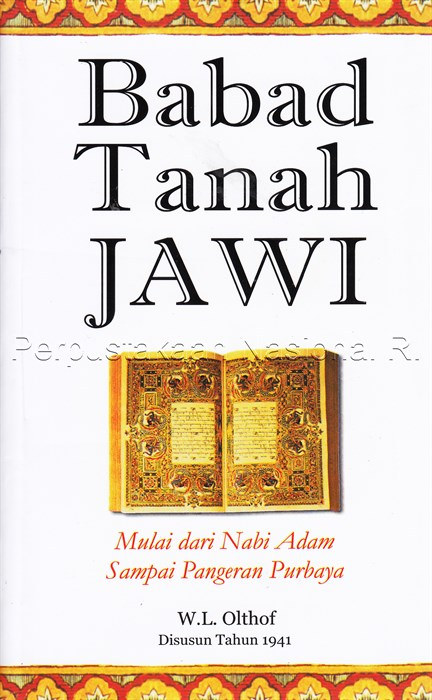 Babad
Tanah
JAWI
Perpustakaan Nasional R.I.
Mulai dari Nabi Adam
Sampai Pangeran Purbaya
W.L. Olthof
Disusun Tahun 1941